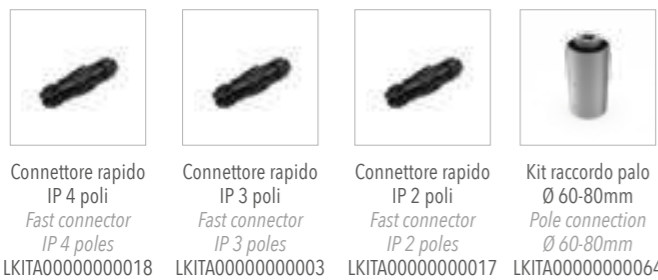 Connettore rapido
IP 4 poli
Fast connector
IP 4 poles
LKITA00000000018
Connettore rapido
IP 3 poli
Fast connector
IP 3 poles
LKITA00000000003
Connettore rapido
IP 2 poli
Fast connector
IP 2 poles
LKITA00000000017
Kit raccordo palo
Ø 60-80mm
Pole connection
Ø 60-80mm
LKITA00000000064